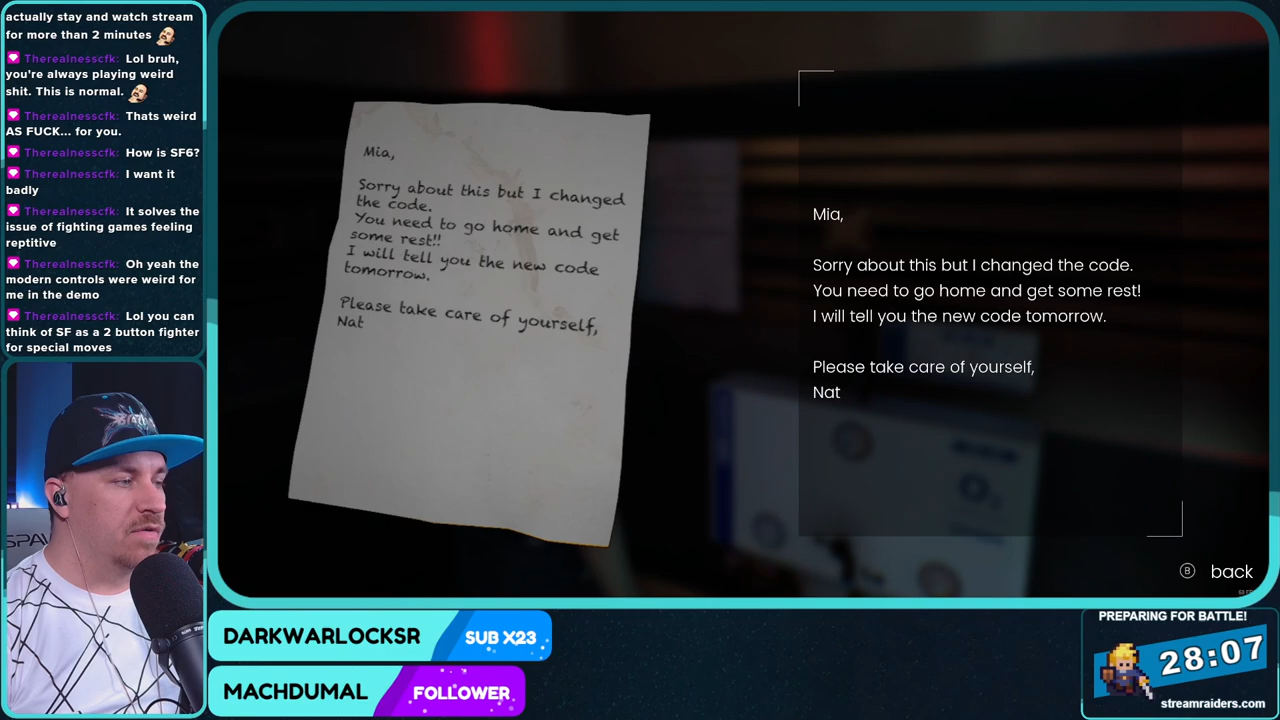 actually stay and watch stream
for more than 2 minutes
Therealnesscfk: Lol bruh,
you're always playing weird
shit. This is normal.
Therealnesscfk: Thats weird
AS FUCK... for you.
Therealnesscfk: How is SF6?
Therealnesscfk: I want it
badly
Therealnesscfk: It solves the
issue of fighting games feeling
reptitive
Therealnesscfk: Oh yeah the
modern controls were weird for
me in the demo
Therealnesscfk: Lol you can
think of SF as a 2 button fighter
for special moves
Mia,
Sorry about this but I changed
the code.
You need to go home and get
some rest!!
I will tell you the new code
tomorrow.
Please take care of yourself,
Nat
Mia,
Sorry about this but I changed the code.
You need to go home and get some rest!
I will tell you the new code tomorrow.
Please take care of yourself,
Nat
B back
DARKWARLOCKSR SUB X23
MACHDUMAL FOLLOWER
PREPARING FOR BATTLE!
28:07
streamraiders.com